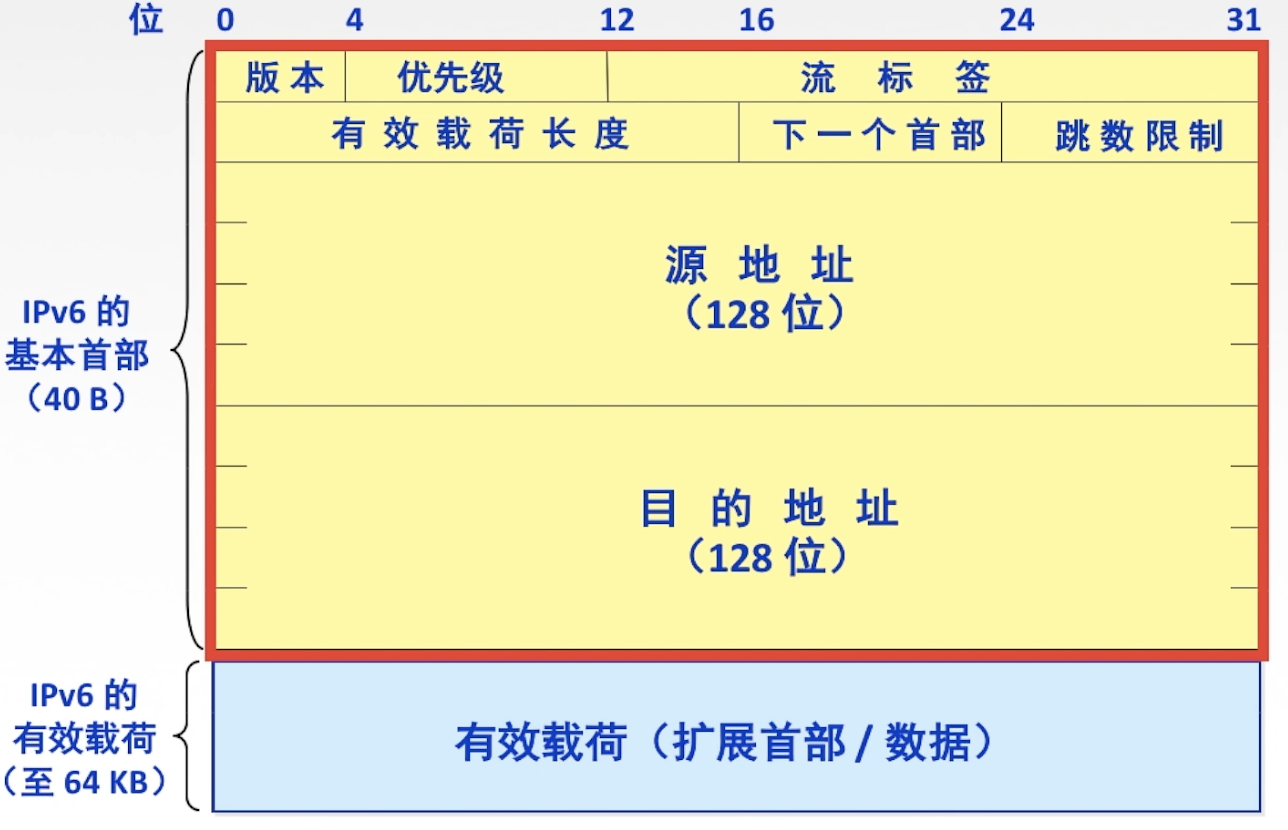 位 0 4 12 16 24 31
版本 优先级 流标签
有效载荷长度 下一个首部 跳数限制
源地址
（128 位）
IPv6 的
基本首部
（40 B）
目的地址
（128 位）
IPv6 的
有效载荷
（至 64 KB）
有效载荷（扩展首部 / 数据）